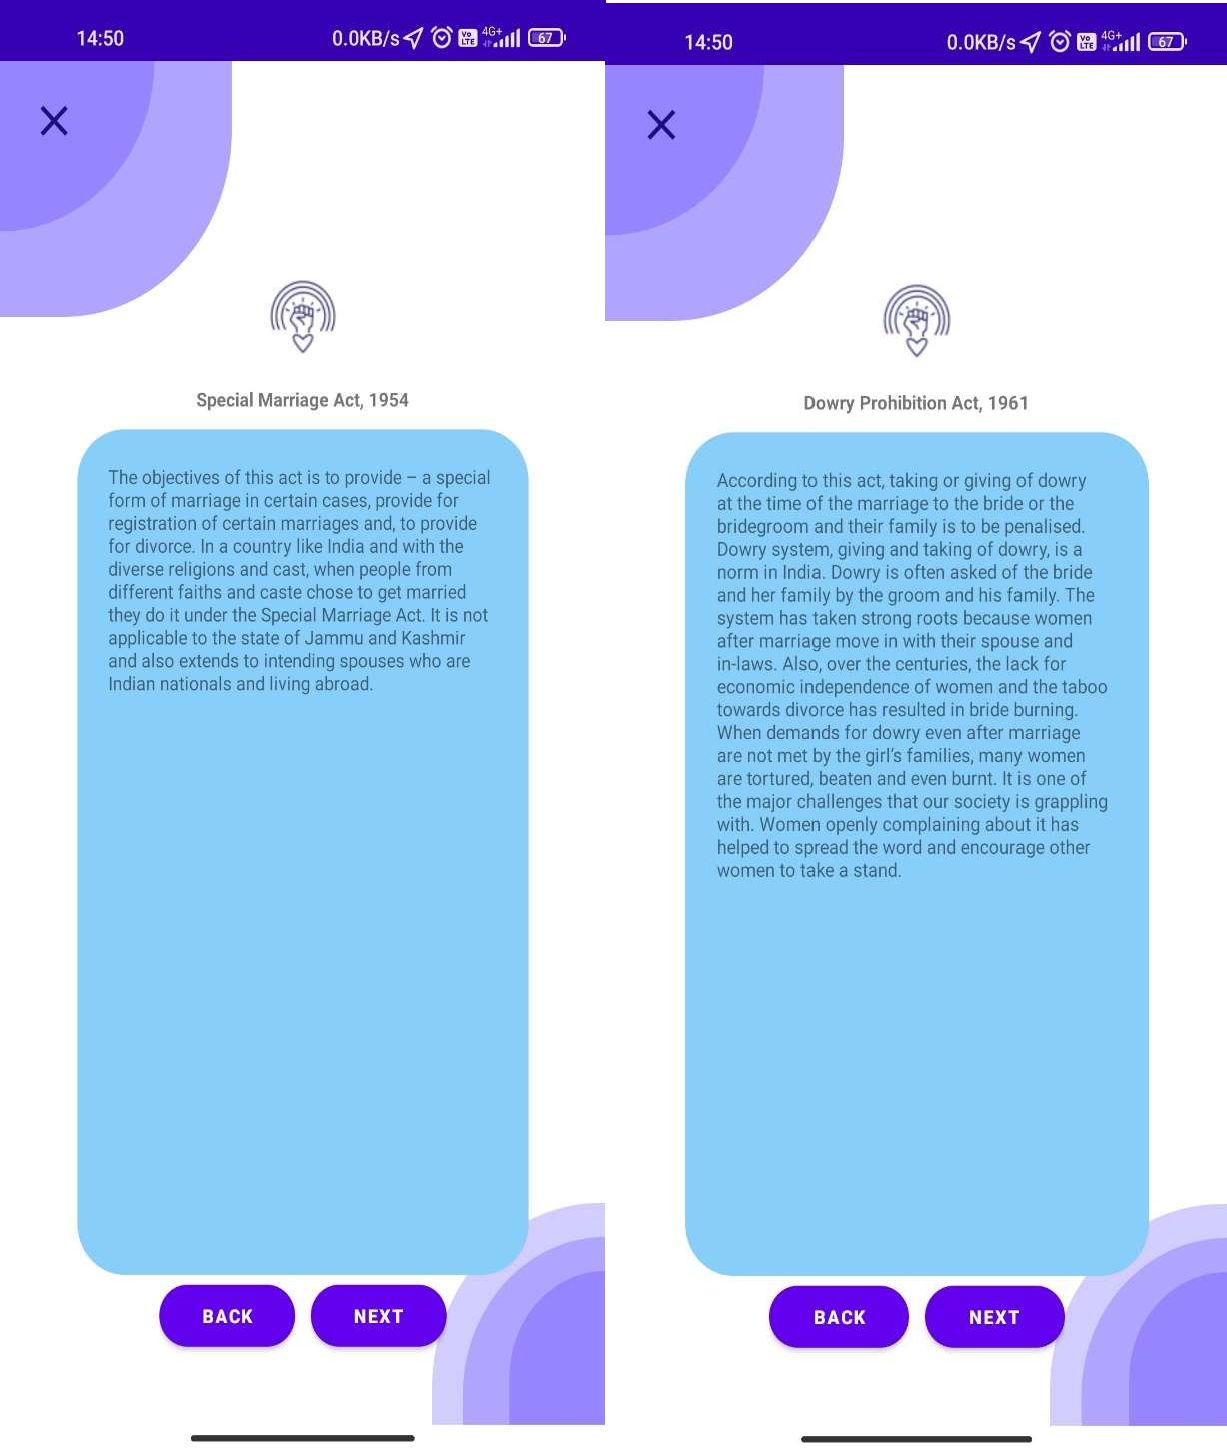 14:50
0.0KB/s
Vo
LTE
4G+
67
Special Marriage Act, 1954
The objectives of this act is to provide – a special
form of marriage in certain cases, provide for
registration of certain marriages and, to provide
for divorce. In a country like India and with the
diverse religions and cast, when people from
different faiths and caste chose to get married
they do it under the Special Marriage Act. It is not
applicable to the state of Jammu and Kashmir
and also extends to intending spouses who are
Indian nationals and living abroad.
BACK
NEXT
14:50
0.0KB/s
Vo
LTE
4G+
67
Dowry Prohibition Act, 1961
According to this act, taking or giving of dowry
at the time of the marriage to the bride or the
bridegroom and their family is to be penalised.
Dowry system, giving and taking of dowry, is a
norm in India. Dowry is often asked of the bride
and her family by the groom and his family. The
system has taken strong roots because women
after marriage move in with their spouse and
in-laws. Also, over the centuries, the lack for
economic independence of women and the taboo
towards divorce has resulted in bride burning.
When demands for dowry even after marriage
are not met by the girl's families, many women
are tortured, beaten and even burnt. It is one of
the major challenges that our society is grappling
with. Women openly complaining about it has
helped to spread the word and encourage other
women to take a stand.
BACK
NEXT